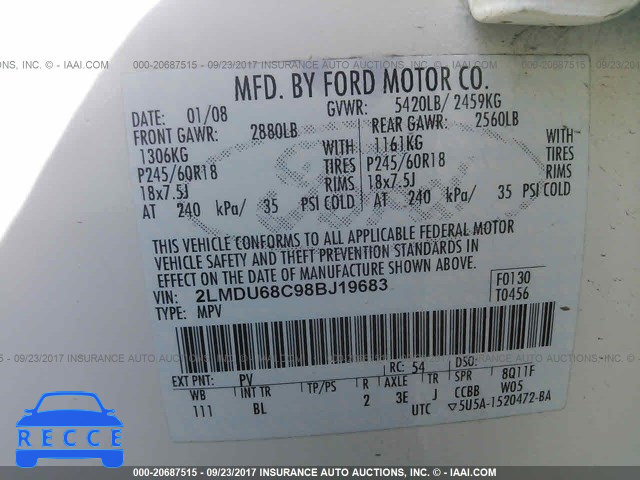 000-20687515 - 09/23/2017 INSURANCE AUTO AUCTIONS, INC. - © IAAI.COM
MFD. BY FORD MOTOR CO.
DATE: 01/08 GVWR: 5420LB/ 2459KG
FRONT GAWR: 2880LB REAR GAWR: 2560LB
1306KG WITH 1161KG WITH
P245/60R18 TIRES P245/60R18 TIRES
18x7.5J RIMS 18x7.5J RIMS
AT 240 kPa/ 35 PSI COLD AT 240 kPa/ 35 PSI COLD
THIS VEHICLE CONFORMS TO ALL APPLICABLE FEDERAL MOTOR
VEHICLE SAFETY AND THEFT PREVENTION STANDARDS IN
EFFECT ON THE DATE OF MANUFACTURE SHOWN ABOVE.
VIN: 2LMDU68C98BJ19683 F0130
TYPE: MPV T0456
EXT PNT: PV RC: 54 DSO:
WB INT TR TP/PS R AXLE TR SPR 8Q11F
111 BL 2 3E J CCBB W05
UTC ▽5U5A-1520472-BA
RECCE
000-20687515 - 09/23/2017 INSURANCE AUTO AUCTIONS, INC. - © IAAI.COM